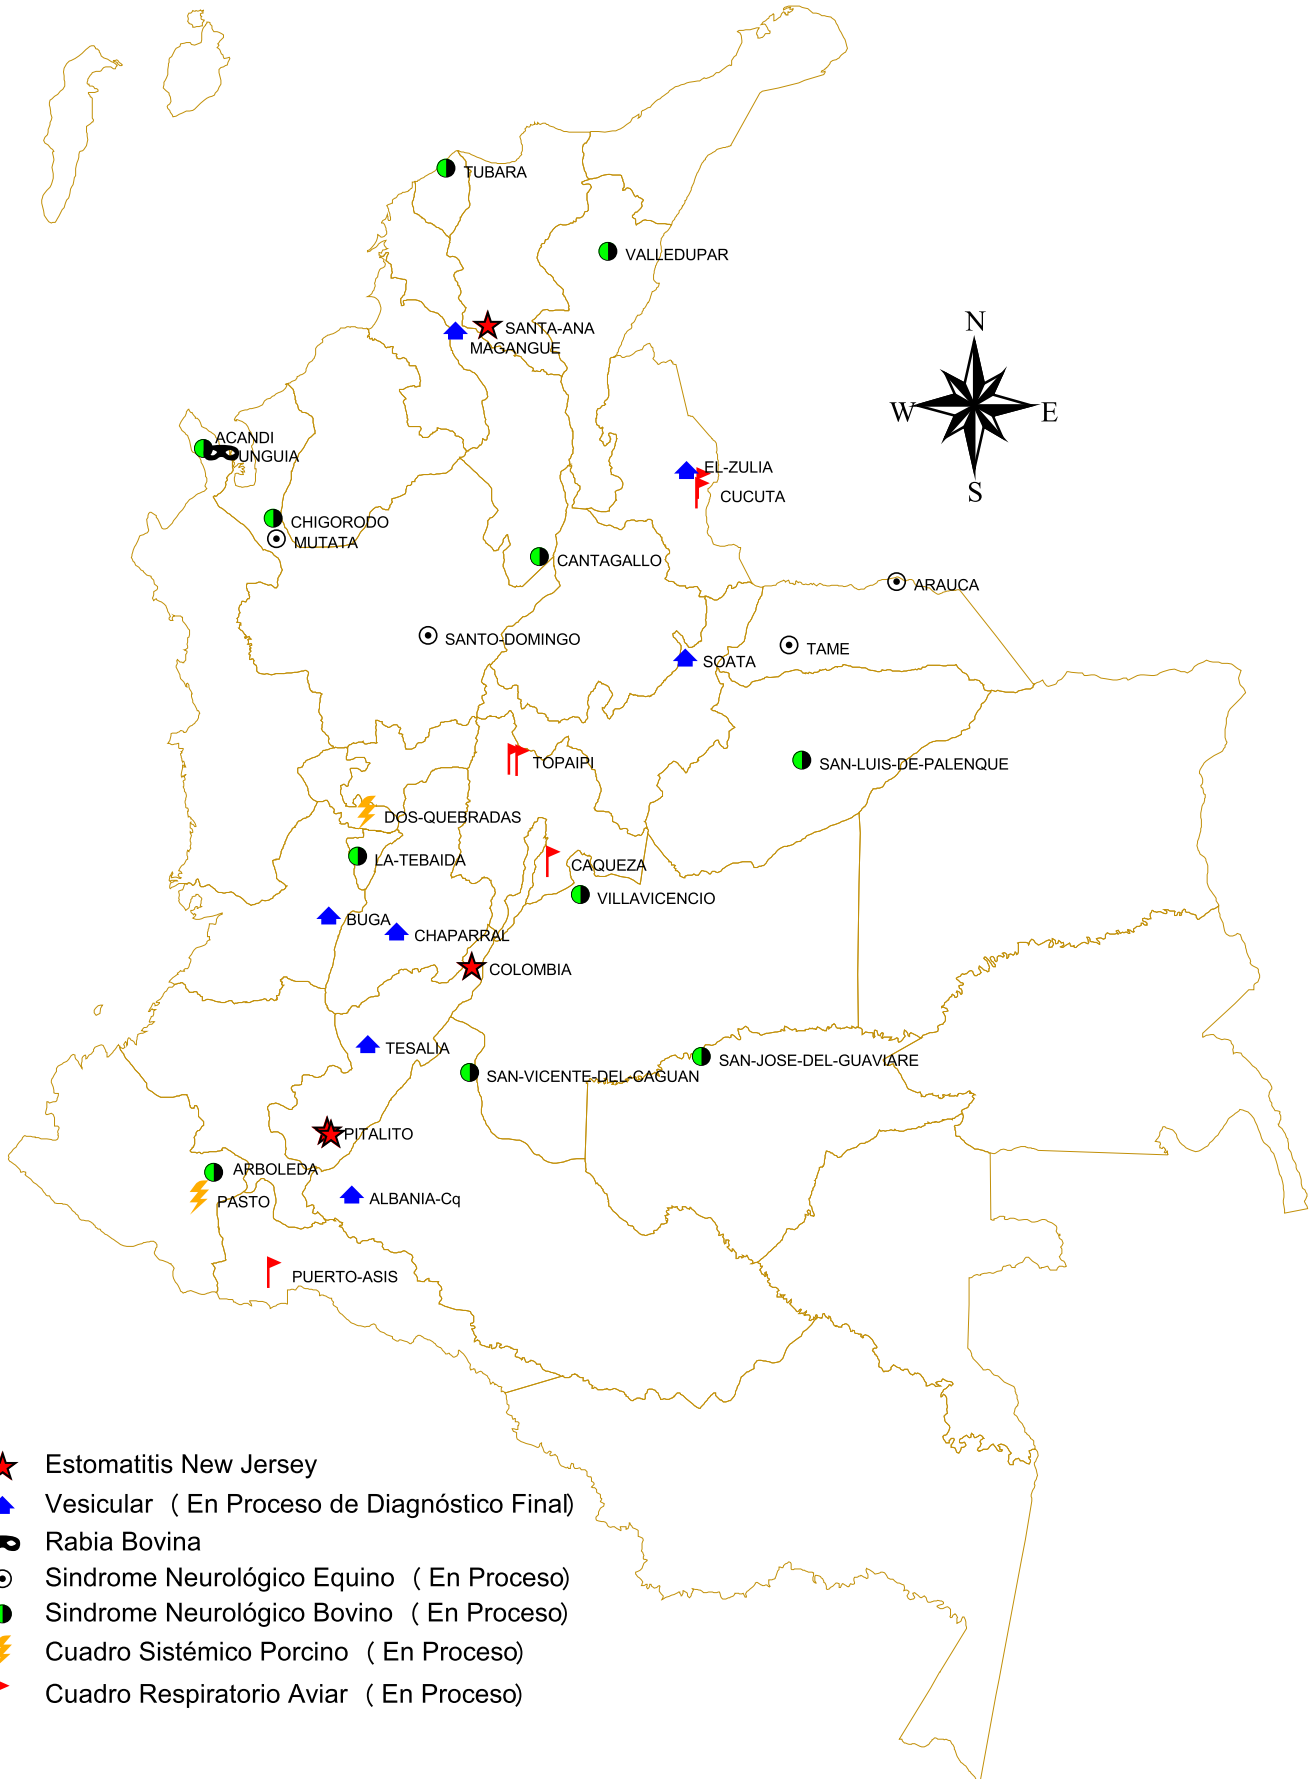 TUBARA
VALLEDUPAR
SANTA-ANA
MAGANGUE
N
W
E
S
ACANDI
UNGUIA
EL-ZULIA
CUCUTA
CHIGORODO
MUTATA
CANTAGALLO
ARAUCA
SANTO-DOMINGO
TAME
SOATA
TOPAIPI
SAN-LUIS-DE-PALENQUE
DOS-QUEBRADAS
LA-TEBAIDA
CAQUEZA
VILLAVICENCIO
BUGA
CHAPARRAL
COLOMBIA
TESALIA
SAN-JOSE-DEL-GUAVIARE
SAN-VICENTE-DEL-CAGUAN
PITALITO
ARBOLEDA
PASTO
ALBANIA-Cq
PUERTO-ASIS
Estomatitis New Jersey
Vesicular ( En Proceso de Diagnóstico Final)
Rabia Bovina
Sindrome Neurológico Equino ( En Proceso)
Sindrome Neurológico Bovino ( En Proceso)
Cuadro Sistémico Porcino ( En Proceso)
Cuadro Respiratorio Aviar ( En Proceso)